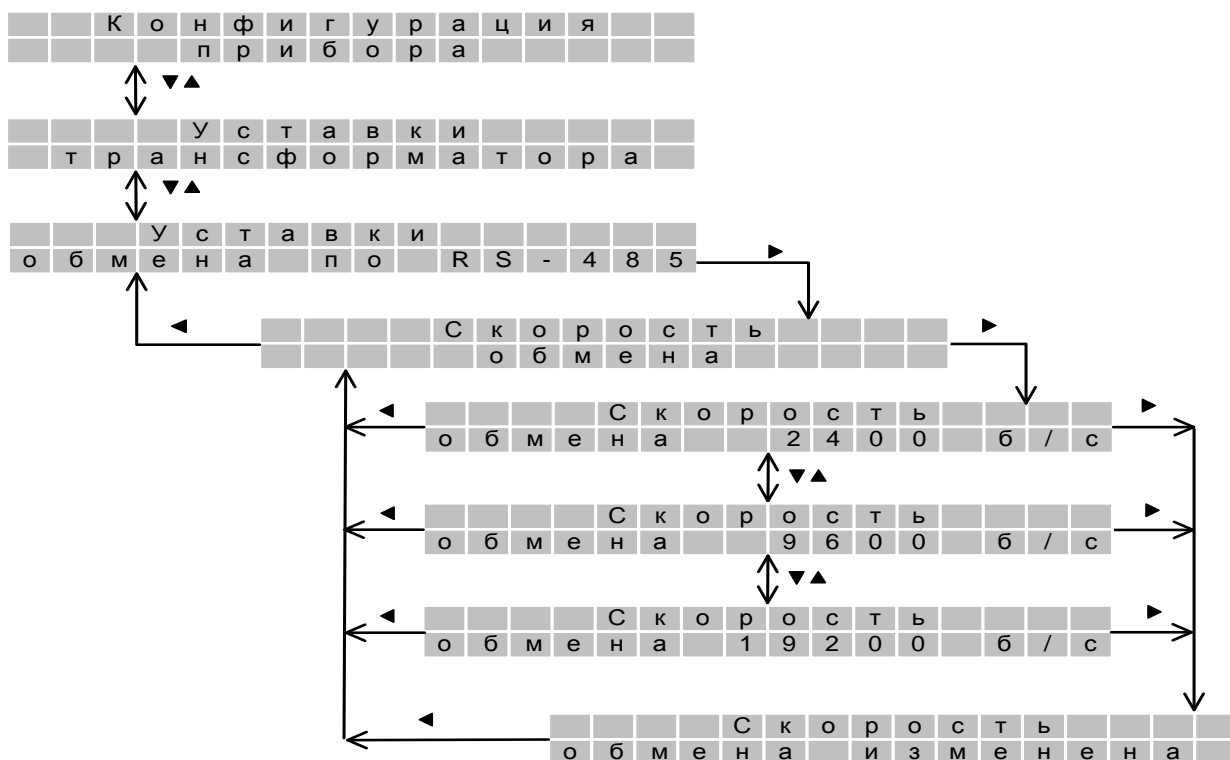 Конфигурация
прибора
▼▲
Уставки
трансформатора
▼▲
Уставки
обмена по RS-485
►
◄
Скорость
обмена
►
◄
Скорость
обмена 2400 б/с
►
▼▲
◄
Скорость
обмена 9600 б/с
►
▼▲
◄
Скорость
обмена 19200 б/с
►
◄
Скорость
обмена изменена